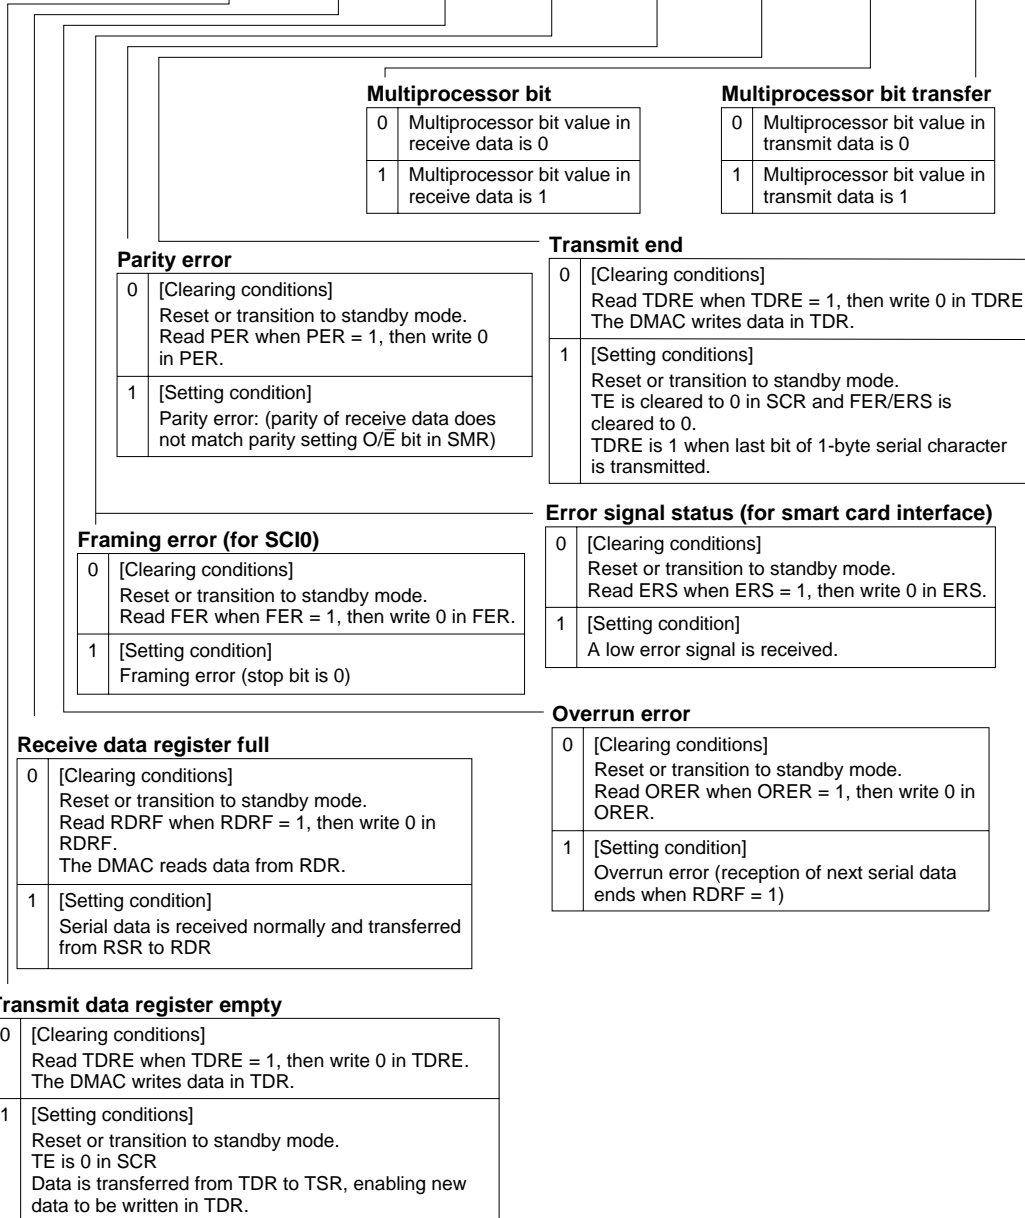 Multiprocessor bit
0 Multiprocessor bit value in
receive data is 0
1 Multiprocessor bit value in
receive data is 1
Multiprocessor bit transfer
0 Multiprocessor bit value in
transmit data is 0
1 Multiprocessor bit value in
transmit data is 1
Parity error
0 [Clearing conditions]
Reset or transition to standby mode.
Read PER when PER = 1, then write 0
in PER.
1 [Setting condition]
Parity error: (parity of receive data does
not match parity setting O/E̅ bit in SMR)
Transmit end
0 [Clearing conditions]
Read TDRE when TDRE = 1, then write 0 in TDRE
The DMAC writes data in TDR.
1 [Setting conditions]
Reset or transition to standby mode.
TE is cleared to 0 in SCR and FER/ERS is
cleared to 0.
TDRE is 1 when last bit of 1-byte serial character
is transmitted.
Framing error (for SCI0)
0 [Clearing conditions]
Reset or transition to standby mode.
Read FER when FER = 1, then write 0 in FER.
1 [Setting condition]
Framing error (stop bit is 0)
Error signal status (for smart card interface)
0 [Clearing conditions]
Reset or transition to standby mode.
Read ERS when ERS = 1, then write 0 in ERS.
1 [Setting condition]
A low error signal is received.
Receive data register full
0 [Clearing conditions]
Reset or transition to standby mode.
Read RDRF when RDRF = 1, then write 0 in
RDRF.
The DMAC reads data from RDR.
1 [Setting condition]
Serial data is received normally and transferred
from RSR to RDR
Overrun error
0 [Clearing conditions]
Reset or transition to standby mode.
Read ORER when ORER = 1, then write 0 in
ORER.
1 [Setting condition]
Overrun error (reception of next serial data
ends when RDRF = 1)
Transmit data register empty
0 [Clearing conditions]
Read TDRE when TDRE = 1, then write 0 in TDRE.
The DMAC writes data in TDR.
1 [Setting conditions]
Reset or transition to standby mode.
TE is 0 in SCR
Data is transferred from TDR to TSR, enabling new
data to be written in TDR.